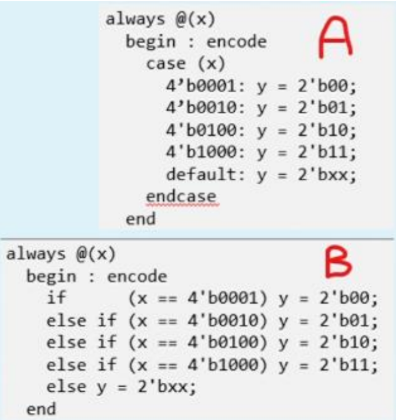 always @(x)
A
begin : encode
case (x)
4’b0001: y = 2'b00;
4’b0010: y = 2'b01;
4'b0100: y = 2'b10;
4'b1000: y = 2'b11;
default: y = 2'bxx;
endcase
end
always @(x)
B
begin : encode
if (x == 4'b0001) y = 2'b00;
else if (x == 4'b0010) y = 2'b01;
else if (x == 4'b0100) y = 2'b10;
else if (x == 4'b1000) y = 2'b11;
else y = 2'bxx;
end